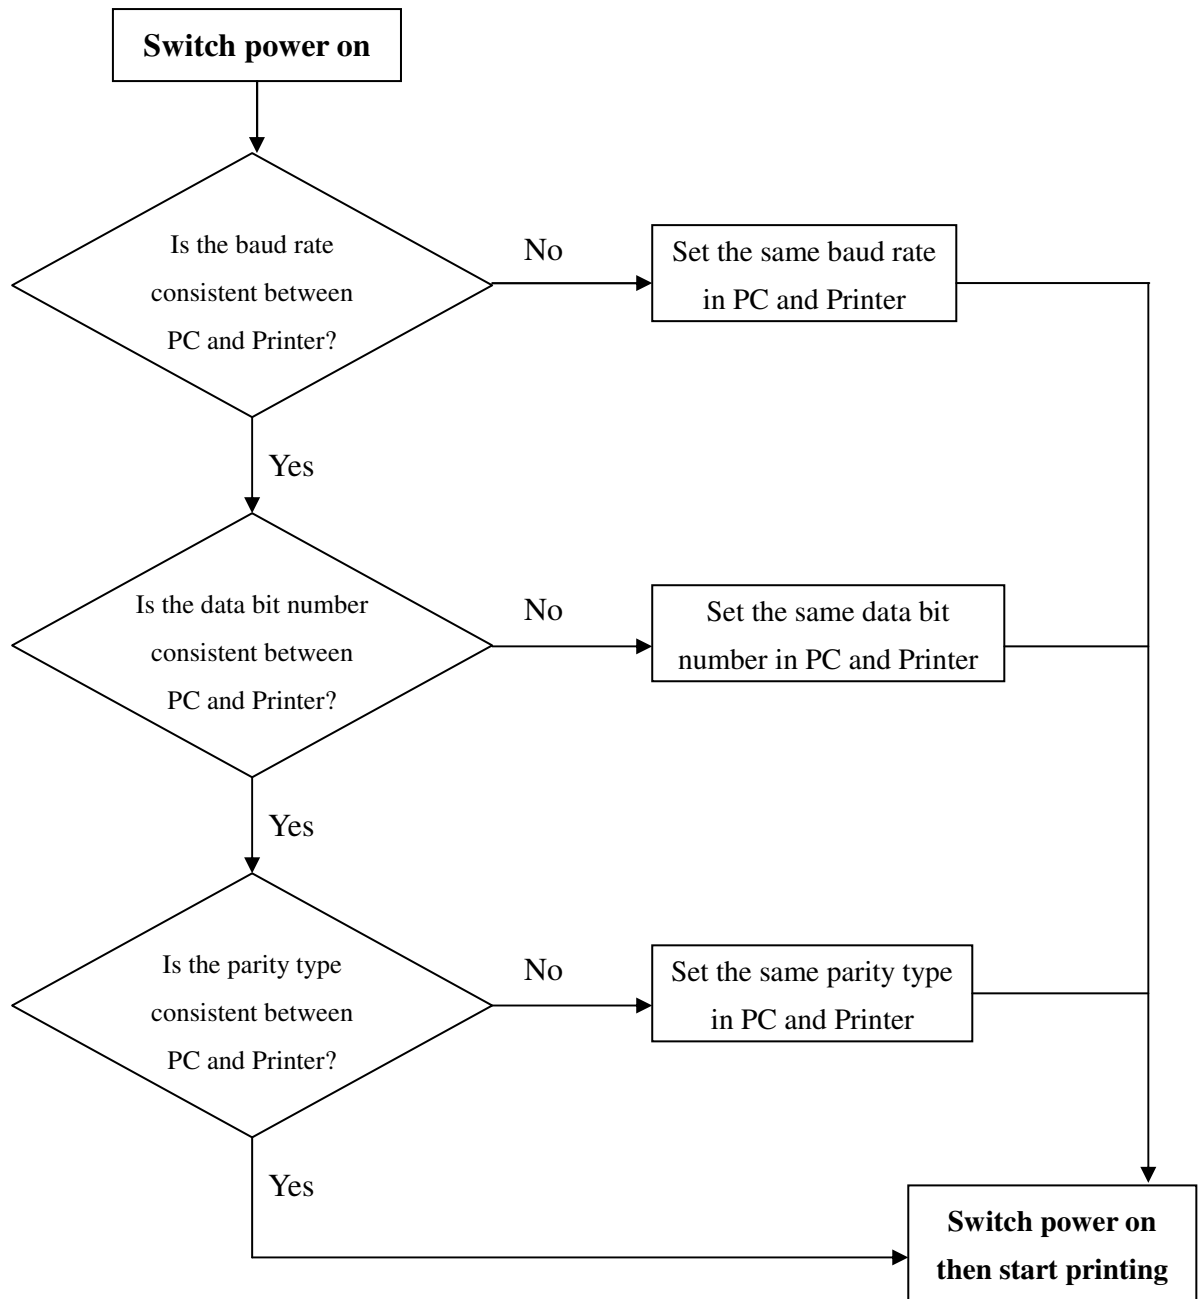 Switch power on
Is the baud rate
consistent between
PC and Printer?
No
Set the same baud rate
in PC and Printer
Yes
Is the data bit number
consistent between
PC and Printer?
No
Set the same data bit
number in PC and Printer
Yes
Is the parity type
consistent between
PC and Printer?
No
Set the same parity type
in PC and Printer
Yes
Switch power on
then start printing